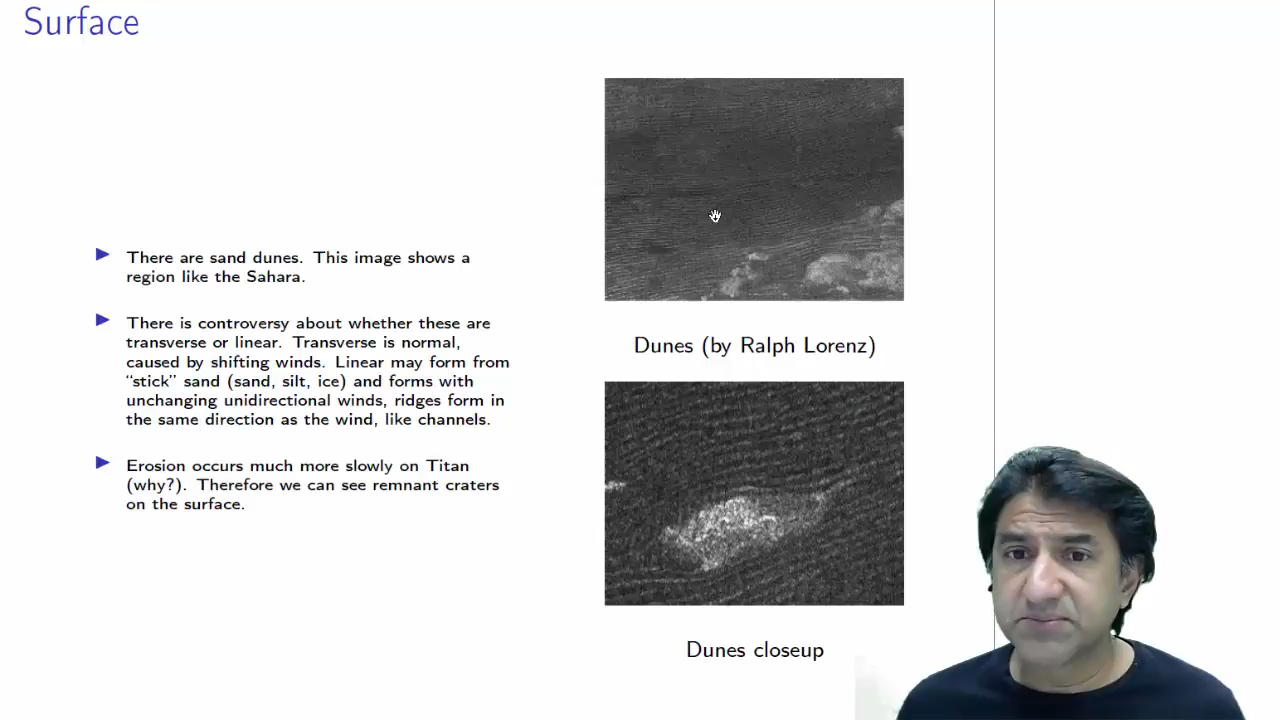 Surface
There are sand dunes. This image shows a
region like the Sahara.
There is controversy about whether these are
transverse or linear. Transverse is normal,
caused by shifting winds. Linear may form from
“stick” sand (sand, silt, ice) and forms with
unchanging unidirectional winds, ridges form in
the same direction as the wind, like channels.
Erosion occurs much more slowly on Titan
(why?). Therefore we can see remnant craters
on the surface.
Dunes (by Ralph Lorenz)
Dunes closeup